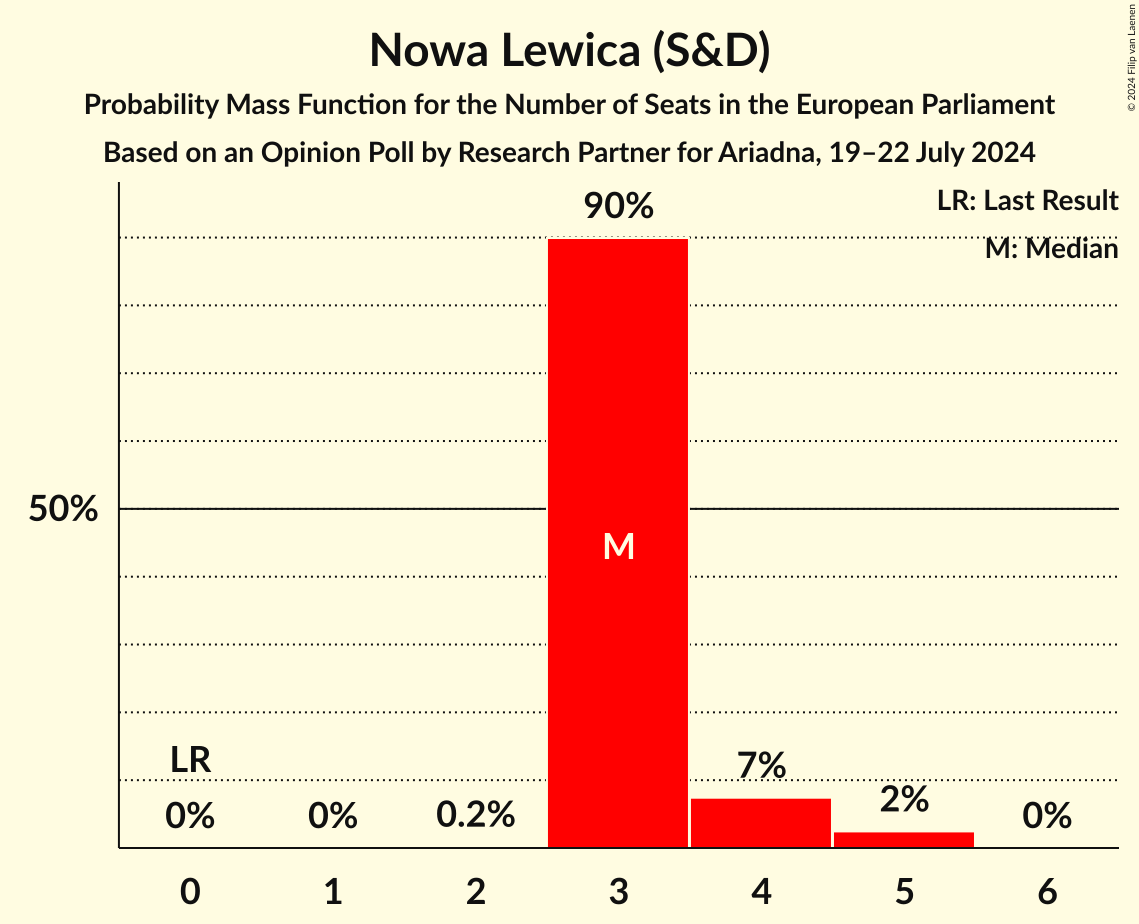 Nowa Lewica (S&D)
Probability Mass Function for the Number of Seats in the European Parliament
Based on an Opinion Poll by Research Partner for Ariadna, 19–22 July 2024
© 2024 Filip van Laenen
LR: Last Result
M: Median
90%
50%
M
LR
7%
2%
0%
0%
0.2%
0%
0
1
2
3
4
5
6